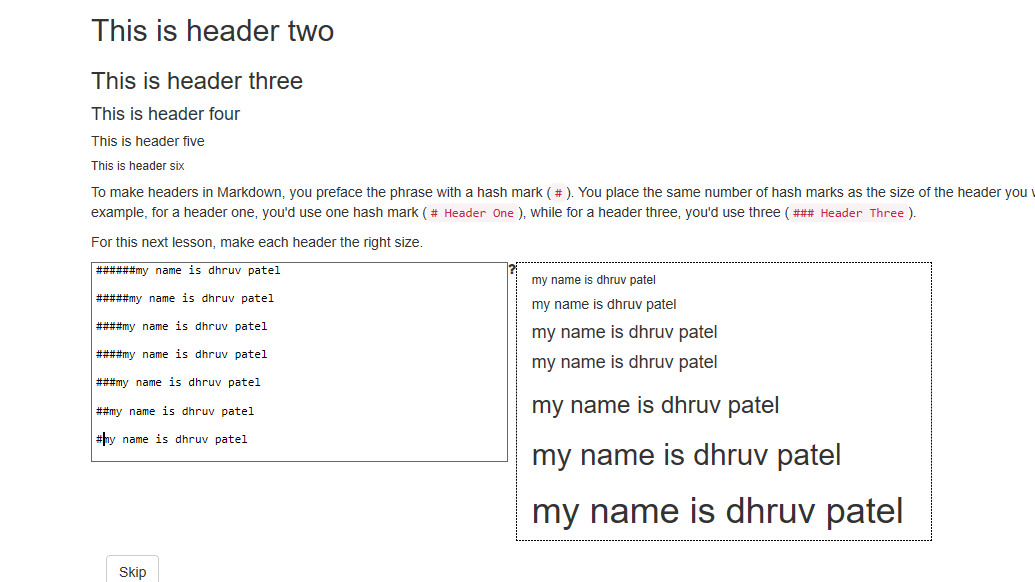 This is header two
This is header three
This is header four
This is header five
This is header six
To make headers in Markdown, you preface the phrase with a hash mark ( # ). You place the same number of hash marks as the size of the header you
example, for a header one, you'd use one hash mark ( # Header One ), while for a header three, you'd use three ( ### Header Three ).
For this next lesson, make each header the right size.
######my name is dhruv patel
#####my name is dhruv patel
####my name is dhruv patel
####my name is dhruv patel
###my name is dhruv patel
##my name is dhruv patel
#my name is dhruv patel
?
my name is dhruv patel
my name is dhruv patel
my name is dhruv patel
my name is dhruv patel
my name is dhruv patel
my name is dhruv patel
my name is dhruv patel
Skip